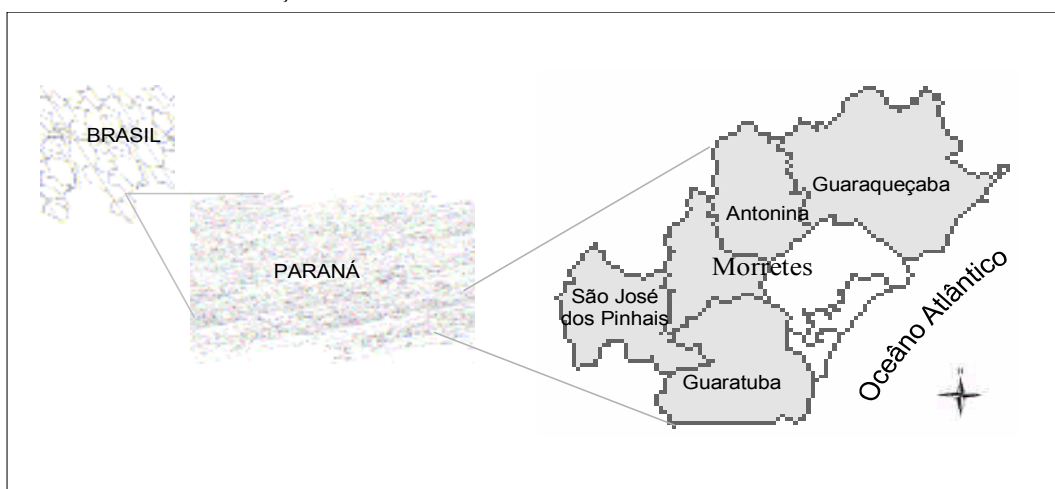 BRASIL
PARANÁ
Guaraqueçaba
Antonina
Morretes
São José
dos Pinhais
Guaratuba
Oceâno Atlântico
N